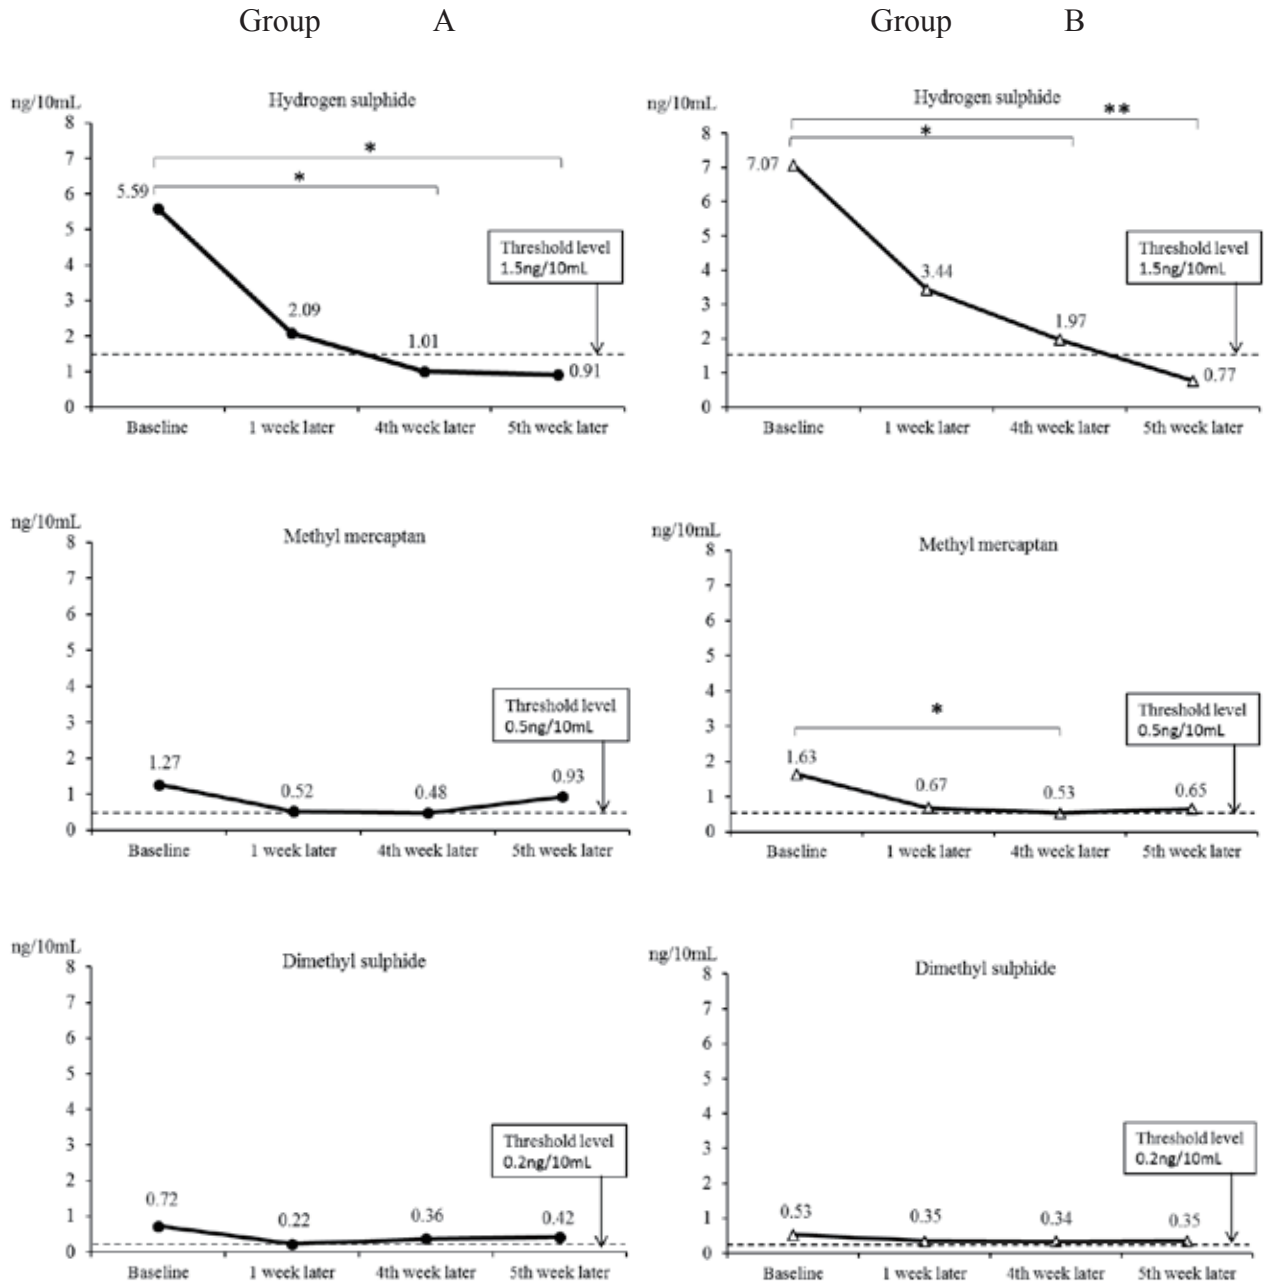 Group A
Group B
ng/10mL
Hydrogen sulphide
8
7
6
5
4
3
2
1
0
*
*
5.59
2.09
1.01
0.91
Threshold level
1.5ng/10mL
Baseline
1 week later
4th week later
5th week later
ng/10mL
Hydrogen sulphide
8
7
6
5
4
3
2
1
0
**
*
7.07
3.44
1.97
0.77
Threshold level
1.5ng/10mL
Baseline
1 week later
4th week later
5th week later
ng/10mL
Methyl mercaptan
8
7
6
5
4
3
2
1
0
1.27
0.52
0.48
0.93
Threshold level
0.5ng/10mL
Baseline
1 week later
4th week later
5th week later
ng/10mL
Methyl mercaptan
8
7
6
5
4
3
2
1
0
*
1.63
0.67
0.53
0.65
Threshold level
0.5ng/10mL
Baseline
1 week later
4th week later
5th week later
ng/10mL
Dimethyl sulphide
8
7
6
5
4
3
2
1
0
0.72
0.22
0.36
0.42
Threshold level
0.2ng/10mL
Baseline
1 week later
4th week later
5th week later
ng/10mL
Dimethyl sulphide
8
7
6
5
4
3
2
1
0
0.53
0.35
0.34
0.35
Threshold level
0.2ng/10mL
Baseline
1 week later
4th week later
5th week later